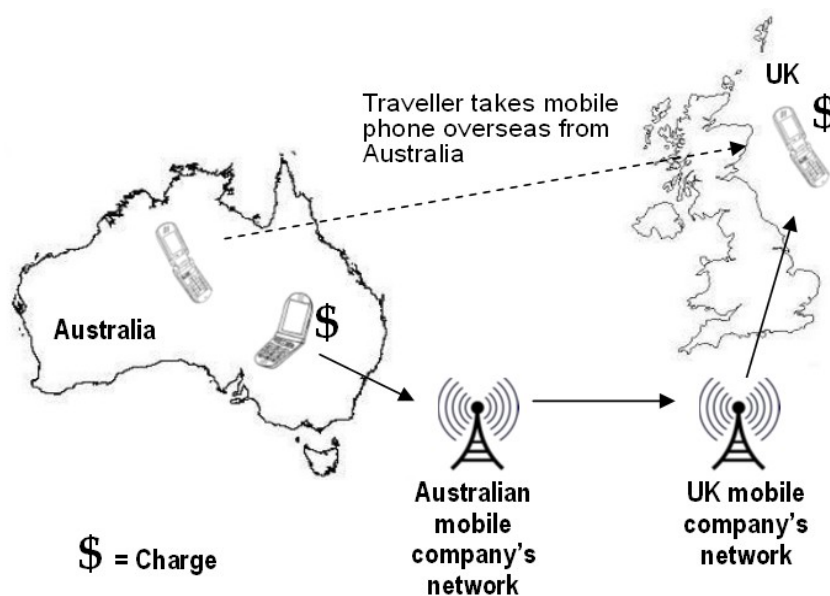 UK
$
Traveller takes mobile
phone overseas from
Australia
Australia
$
Australian
mobile
company's
network
UK mobile
company's
network
$ = Charge